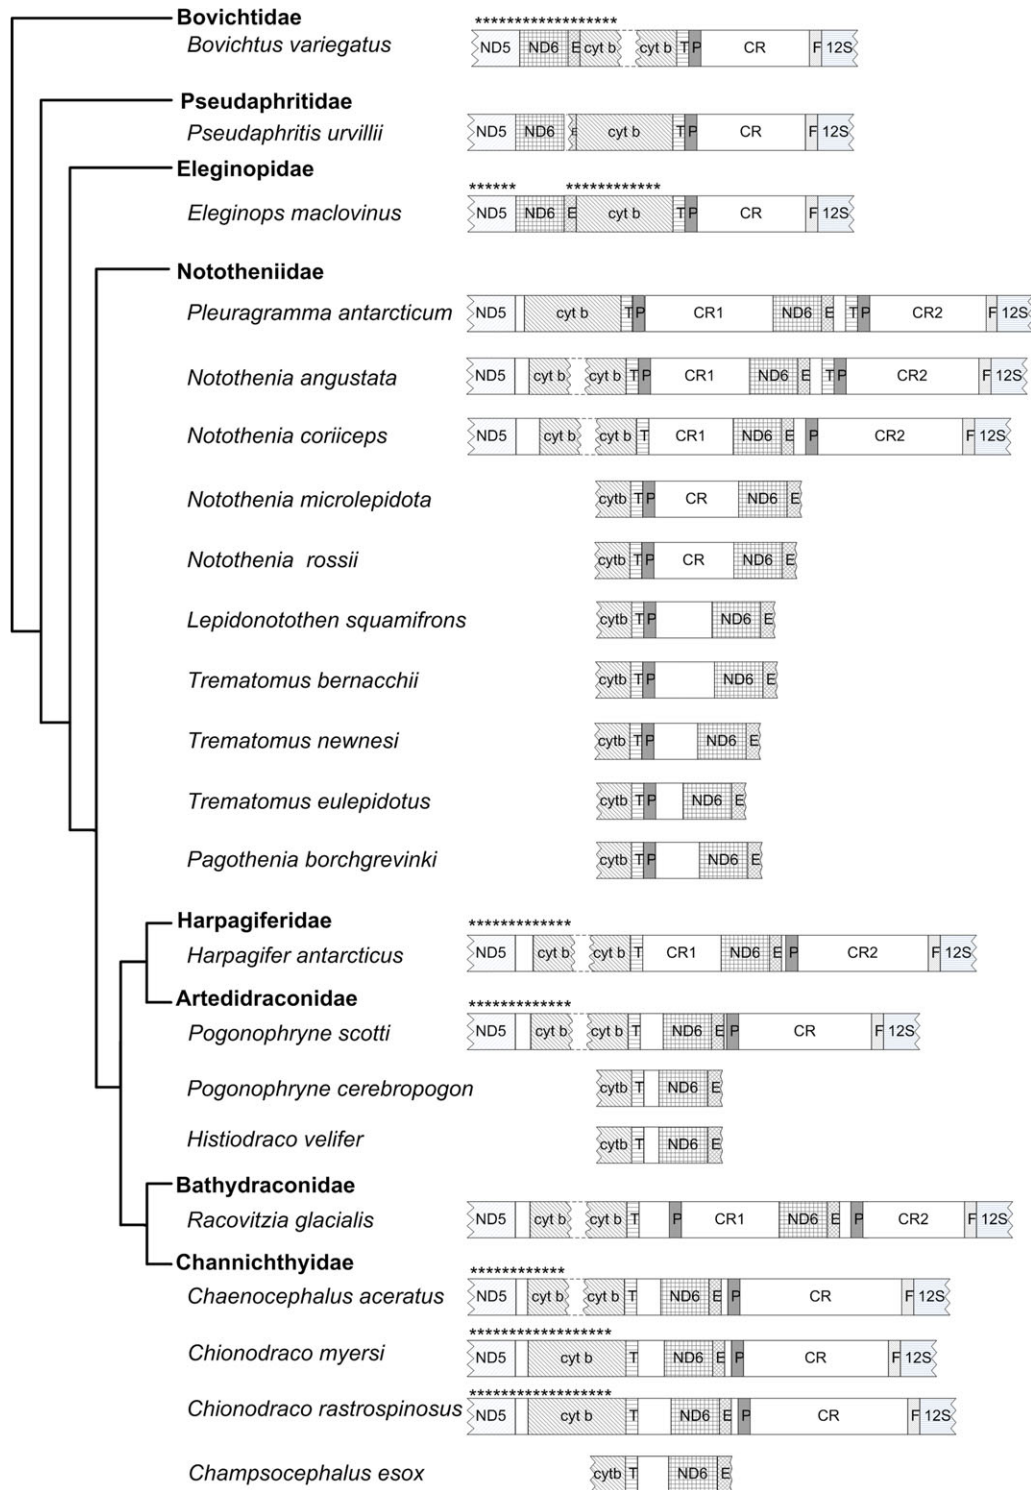 Bovichtidae
******************
Bovichtus variegatus ND5 ND6 E cyt b cyt b T P CR F 12S
Pseudaphritidae
Pseudaphritis urvillii ND5 ND6 E cyt b T P CR F 12S
Eleginopidae
****** ************
Eleginops maclovinus ND5 ND6 E cyt b T P CR F 12S
Nototheniidae
Pleuragramma antarcticum ND5 cyt b T P CR1 ND6 E T P CR2 F 12S
Notothenia angustata ND5 cyt b cyt b T P CR1 ND6 E T P CR2 F 12S
Notothenia coriiceps ND5 cyt b cyt b T CR1 ND6 E P CR2 F 12S
Notothenia microlepidota cytb T P CR ND6 E
Notothenia rossii cytb T P CR ND6 E
Lepidonotothen squamifrons cytb T P ND6 E
Trematomus bernacchii cytb T P ND6 E
Trematomus newnesi cytb T P ND6 E
Trematomus eulepidotus cytb T P ND6 E
Pagothenia borchgrevinki cytb T P ND6 E
Harpagiferidae
*************
Harpagifer antarcticus ND5 cyt b cyt b T CR1 ND6 E P CR2 F 12S
Artedidraconidae
*************
Pogonophryne scotti ND5 cyt b cyt b T ND6 E P CR F 12S
Pogonophryne cerebropogon cytb T ND6 E
Histiodraco velifer cytb T ND6 E
Bathydraconidae
Racovitzia glacialis ND5 cyt b cyt b T P CR1 ND6 E P CR2 F 12S
Channichthyidae
************
Chaenocephalus aceratus ND5 cyt b cyt b T ND6 E P CR F 12S
******************
Chionodraco myersi ND5 cyt b T ND6 E P CR F 12S
******************
Chionodraco rastrospinosus ND5 cyt b T ND6 E P CR F 12S
Champsocephalus esox cytb T ND6 E